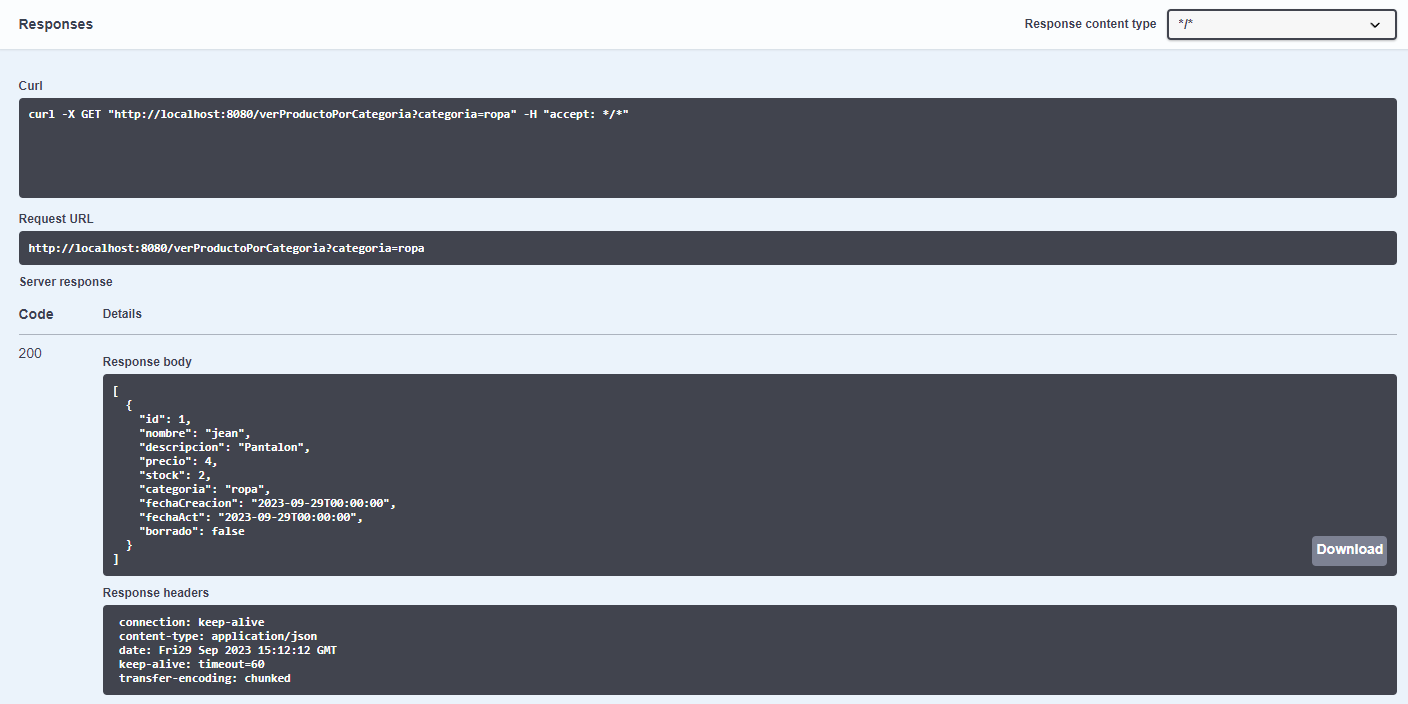 Responses
Response content type
*/*
Curl
curl -X GET "http://localhost:8080/verProductoPorCategoria?categoria=ropa" -H "accept: */*"
Request URL
http://localhost:8080/verProductoPorCategoria?categoria=ropa
Server response
Code Details
200
Response body
[
  {
    "id": 1,
    "nombre": "jean",
    "descripcion": "Pantalon",
    "precio": 4,
    "stock": 2,
    "categoria": "ropa",
    "fechaCreacion": "2023-09-29T00:00:00",
    "fechaAct": "2023-09-29T00:00:00",
    "borrado": false
  }
]
Download
Response headers
connection: keep-alive
content-type: application/json
date: Fri29 Sep 2023 15:12:12 GMT
keep-alive: timeout=60
transfer-encoding: chunked